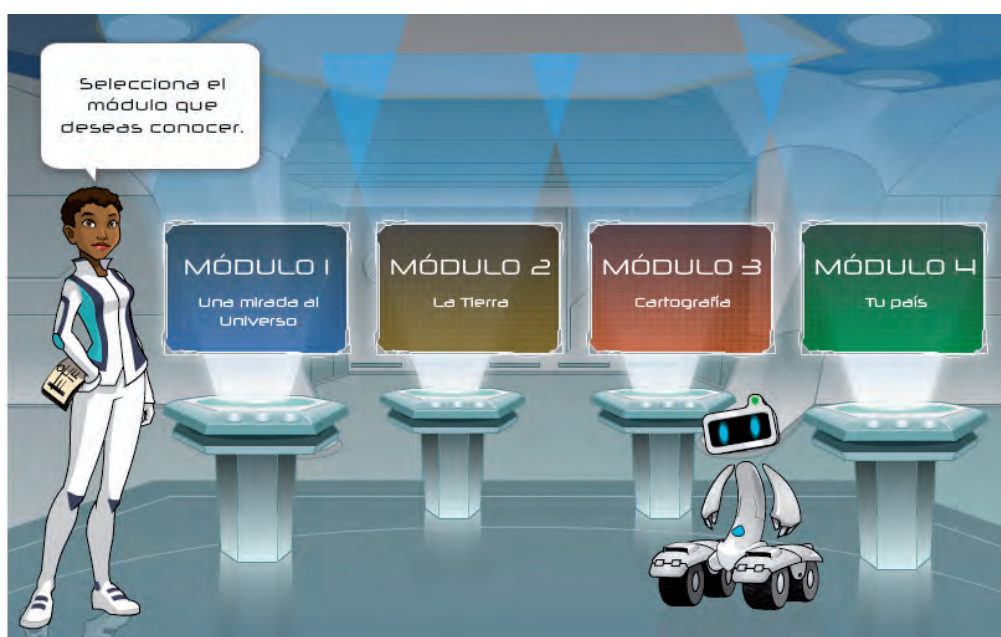 Selecciona el
módulo que
deseas conocer.
MÓDULO 1
Una mirada al
Universo
MÓDULO 2
La Tierra
MÓDULO 3
Cartografía
MÓDULO 4
Tu país